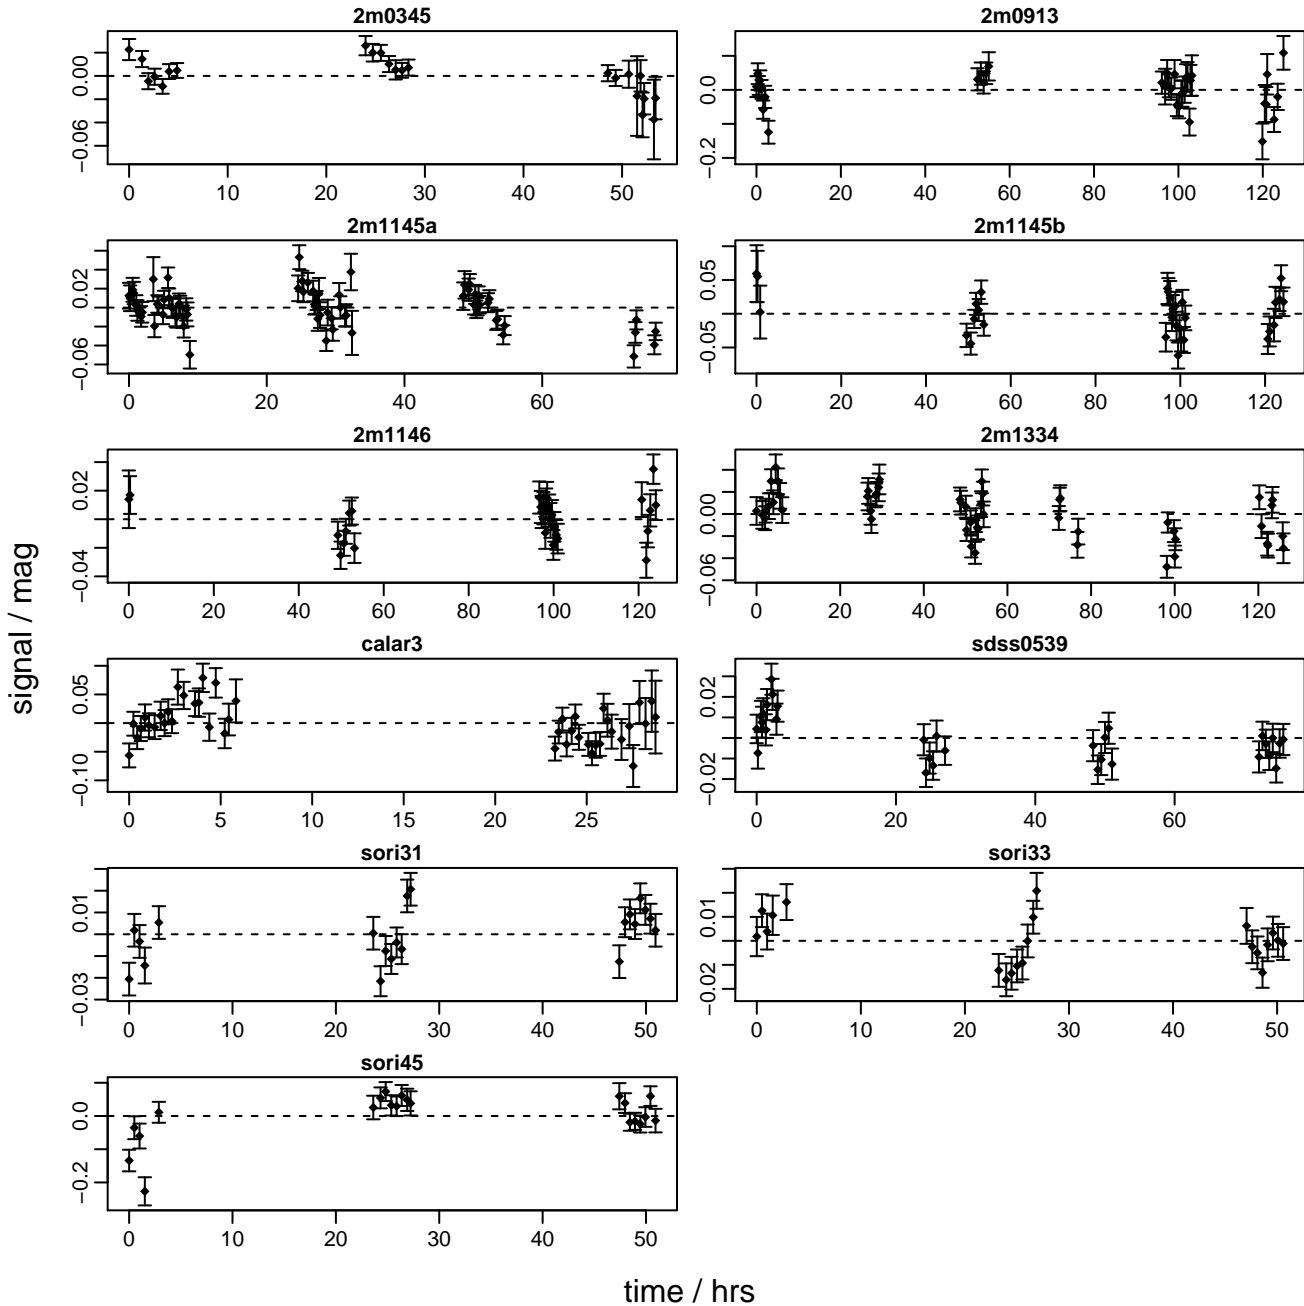 2m0345
0.00
−0.06
0 10 20 30 40 50
2m0913
0.0
−0.2
0 20 40 60 80 100 120
2m1145a
0.02
−0.06
0 20 40 60
2m1145b
0.05
−0.05
0 20 40 60 80 100 120
2m1146
0.02
−0.04
0 20 40 60 80 100 120
2m1334
0.00
−0.06
0 20 40 60 80 100 120
calar3
0.05
−0.10
0 5 10 15 20 25
sdss0539
0.02
−0.02
0 20 40 60
sori31
0.01
−0.03
0 10 20 30 40 50
sori33
0.01
−0.02
0 10 20 30 40 50
sori45
0.0
−0.2
0 10 20 30 40 50
signal / mag
time / hrs